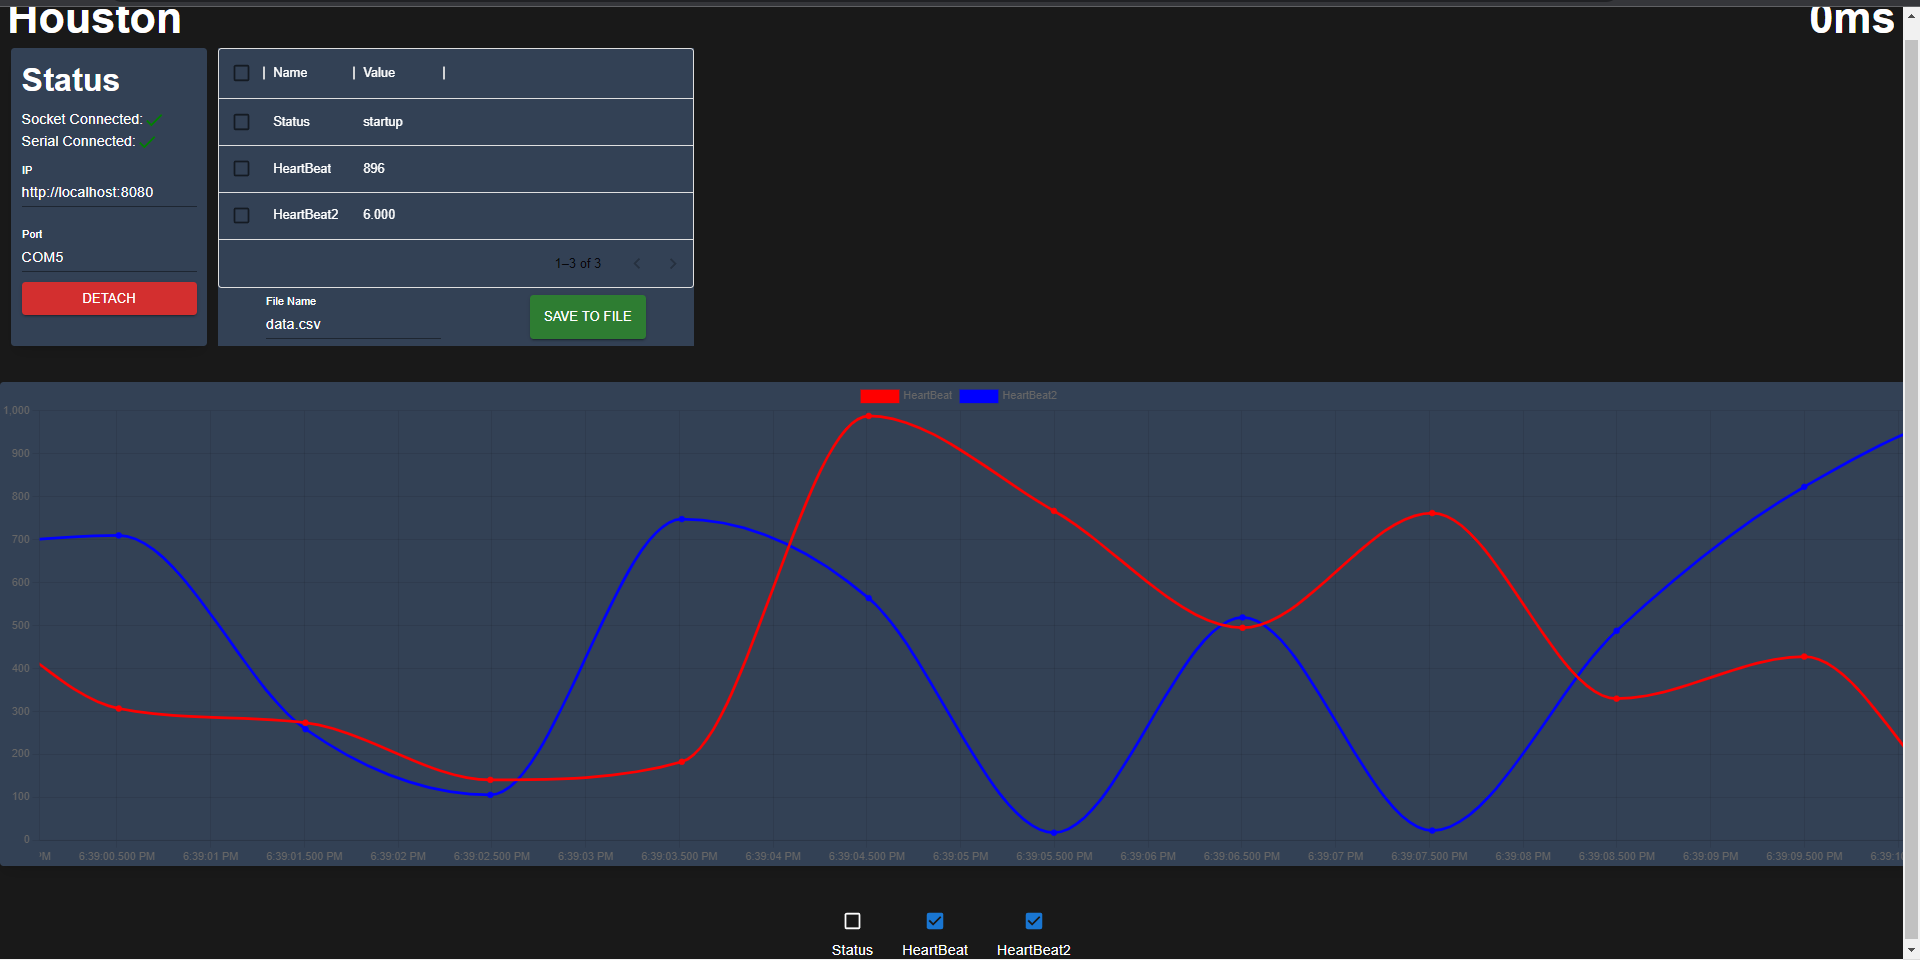 Houston
0ms
Status
Socket Connected:
Serial Connected:
IP
http://localhost:8080
Port
COM5
DETACH
Name Value
Status startup
HeartBeat 896
HeartBeat2 6.000
1–3 of 3
File Name
data.csv
SAVE TO FILE
HeartBeat HeartBeat2
1,000
900
800
700
600
500
400
300
200
100
0
PM 6:39:00.500 PM 6:39:01 PM 6:39:01.500 PM 6:39:02 PM 6:39:02.500 PM 6:39:03 PM 6:39:03.500 PM 6:39:04 PM 6:39:04.500 PM 6:39:05 PM 6:39:05.500 PM 6:39:06 PM 6:39:06.500 PM 6:39:07 PM 6:39:07.500 PM 6:39:08 PM 6:39:08.500 PM 6:39:09 PM 6:39:09.500 PM 6:39:10
Status HeartBeat HeartBeat2